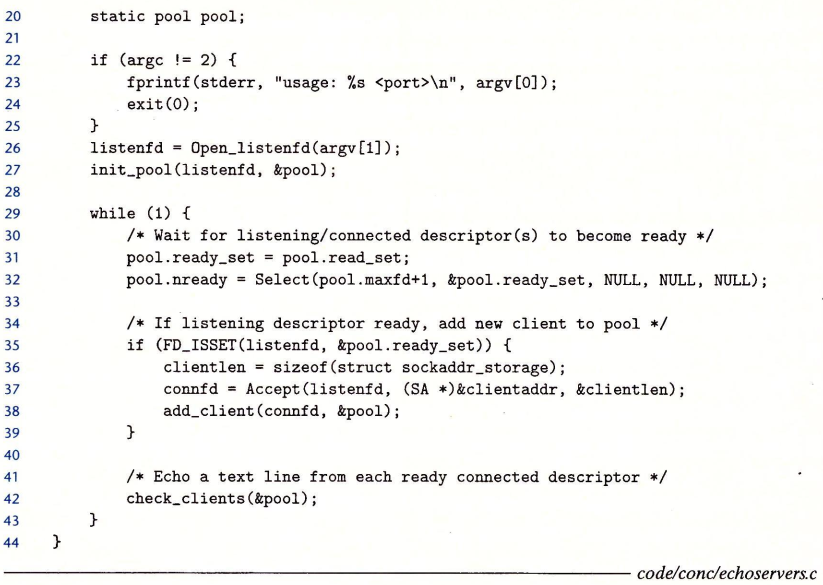 20 static pool pool;
21
22 if (argc != 2) {
23 fprintf(stderr, "usage: %s <port>\n", argv[0]);
24 exit(0);
25 }
26 listenfd = Open_listenfd(argv[1]);
27 init_pool(listenfd, &pool);
28
29 while (1) {
30 /* Wait for listening/connected descriptor(s) to become ready */
31 pool.ready_set = pool.read_set;
32 pool.nready = Select(pool.maxfd+1, &pool.ready_set, NULL, NULL, NULL);
33
34 /* If listening descriptor ready, add new client to pool */
35 if (FD_ISSET(listenfd, &pool.ready_set)) {
36 clientlen = sizeof(struct sockaddr_storage);
37 connfd = Accept(listenfd, (SA *)&clientaddr, &clientlen);
38 add_client(connfd, &pool);
39 }
40
41 /* Echo a text line from each ready connected descriptor */
42 check_clients(&pool);
43 }
44 }
code/conc/echoservers.c